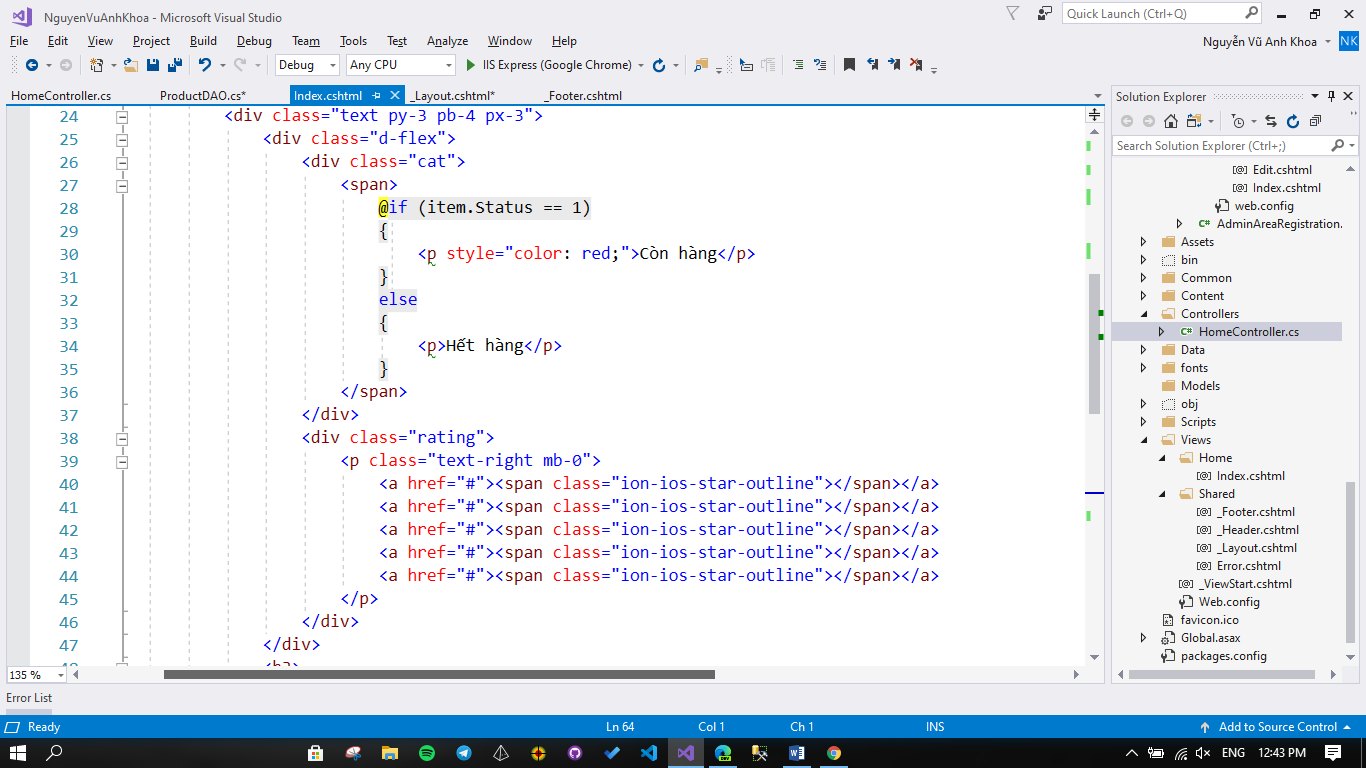 NguyenVuAnhKhoa - Microsoft Visual Studio
Quick Launch (Ctrl+Q)
File Edit View Project Build Debug Team Tools Test Analyze Window Help
Nguyễn Vũ Anh Khoa NK
Debug Any CPU IIS Express (Google Chrome)
HomeController.cs ProductDAO.cs* Index.cshtml _Layout.cshtml* _Footer.cshtml
24 <div class="text py-3 pb-4 px-3">
25 <div class="d-flex">
26 <div class="cat">
27 <span>
28 @if (item.Status == 1)
29 {
30 <p style="color: red;">Còn hàng</p>
31 }
32 else
33 {
34 <p>Hết hàng</p>
35 }
36 </span>
37 </div>
38 <div class="rating">
39 <p class="text-right mb-0">
40 <a href="#"><span class="ion-ios-star-outline"></span></a>
41 <a href="#"><span class="ion-ios-star-outline"></span></a>
42 <a href="#"><span class="ion-ios-star-outline"></span></a>
43 <a href="#"><span class="ion-ios-star-outline"></span></a>
44 <a href="#"><span class="ion-ios-star-outline"></span></a>
45 </p>
46 </div>
47 </div>
135 %
Solution Explorer
Search Solution Explorer (Ctrl+;)
Edit.cshtml
Index.cshtml
web.config
AdminAreaRegistration.
Assets
bin
Common
Content
Controllers
HomeController.cs
Data
fonts
Models
obj
Scripts
Views
Home
Index.cshtml
Shared
_Footer.cshtml
_Header.cshtml
_Layout.cshtml
Error.cshtml
_ViewStart.cshtml
Web.config
favicon.ico
Global.asax
packages.config
Error List
Ready Ln 64 Col 1 Ch 1 INS Add to Source Control
ENG 12:43 PM